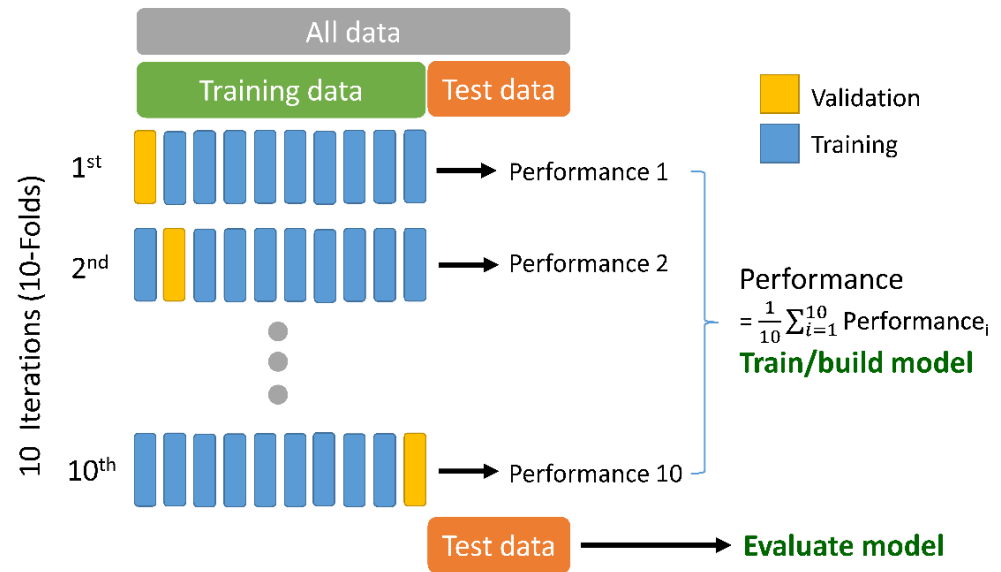 All data
Training data
Test data
Validation
Training
10 Iterations (10-Folds)
1st
Performance 1
2nd
Performance 2
Performance
= 1/10 ∑_{i=1}^{10} Performance_i
Train/build model
10th
Performance 10
Test data
Evaluate model